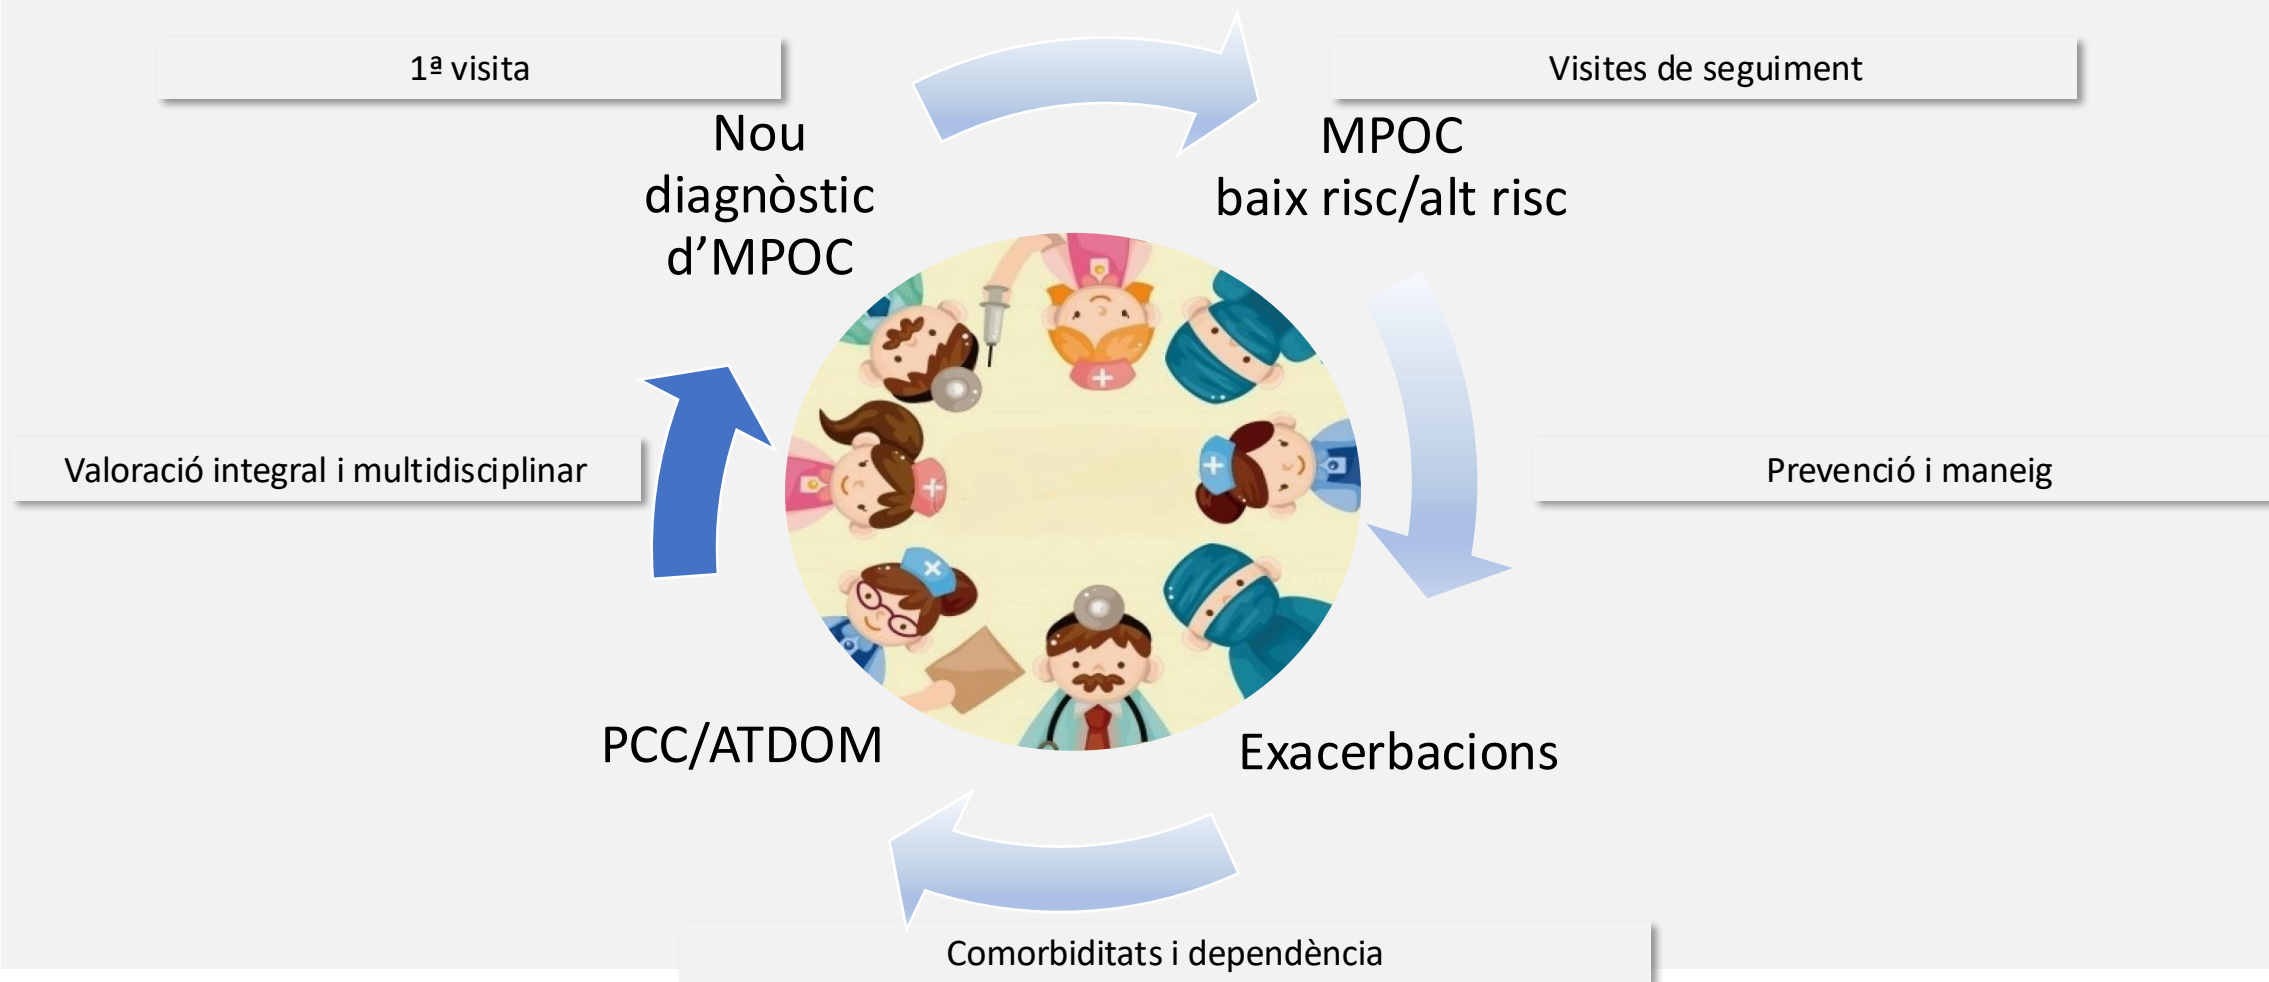 1ª visita
Visites de seguiment
Nou
diagnòstic
d’MPOC
MPOC
baix risc/alt risc
Valoració integral i multidisciplinar
Prevenció i maneig
PCC/ATDOM
Exacerbacions
Comorbiditats i dependència